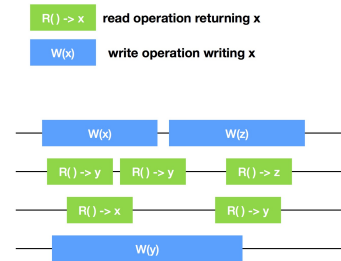 R( ) -> x read operation returning x
W(x) write operation writing x
W(x) W(z)
R( ) -> y R( ) -> y R( ) -> z
R( ) -> x R( ) -> y
W(y)